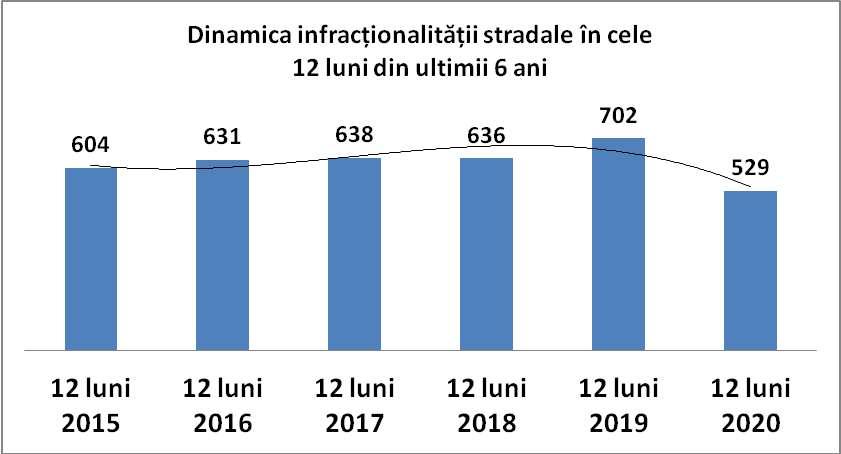 Dinamica infracționalității stradale în cele
12 luni din ultimii 6 ani
604
631
638
636
702
529
12 luni
2015
12 luni
2016
12 luni
2017
12 luni
2018
12 luni
2019
12 luni
2020